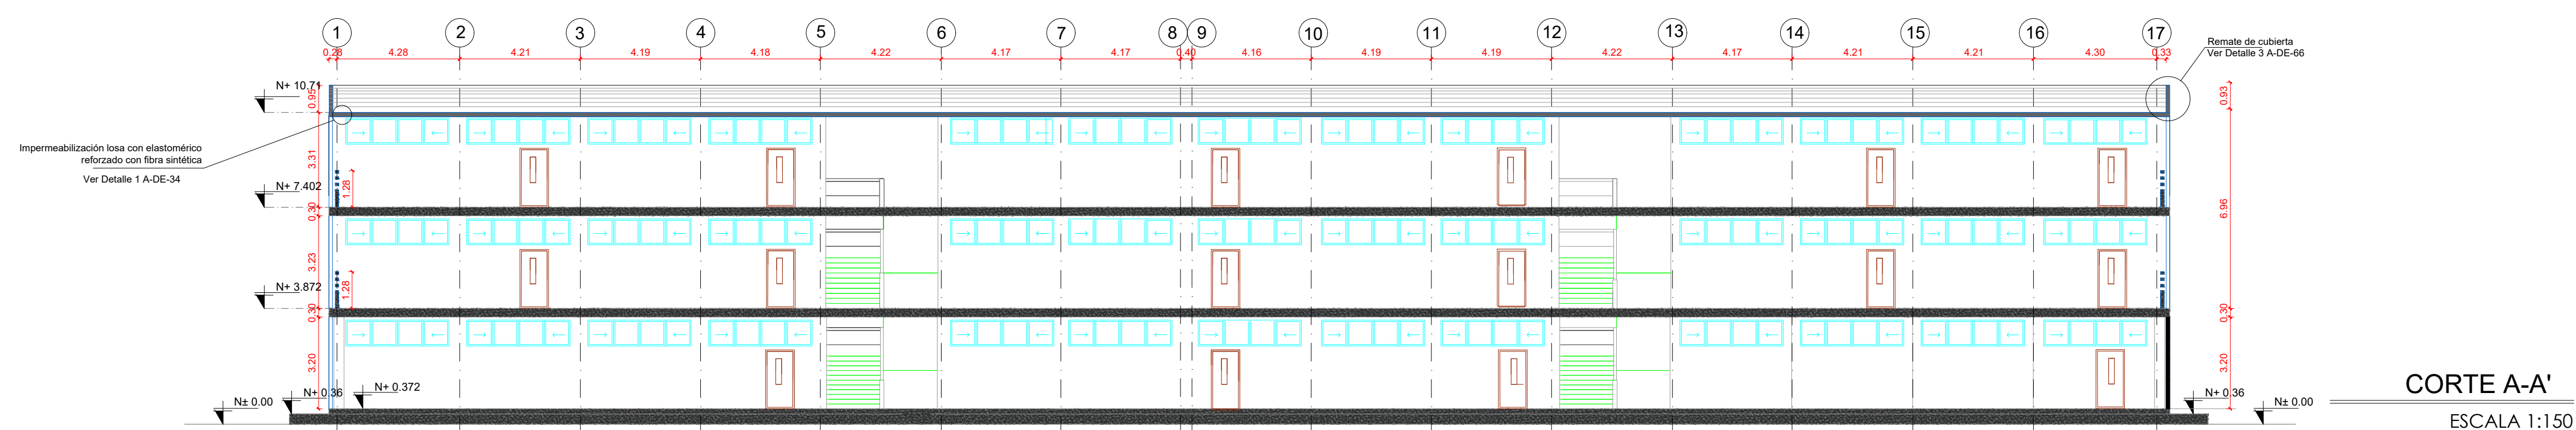 1 2 3 4 5 6 7 8 9 10 11 12 13 14 15 16 17
0.28 4.28 4.21 4.19 4.18 4.22 4.17 4.17 0.40 4.16 4.19 4.19 4.22 4.17 4.21 4.21 4.30 0.33
Remate de cubierta
Ver Detalle 3 A-DE-66
N+ 10.71
0.95
0.93
Impermeabilización losa con elastomérico
reforzado con fibra sintética
Ver Detalle 1 A-DE-34
3.31
1.28
N+ 7.402
0.30
6.96
3.23
1.28
N+ 3.872
0.30
0.30
3.20
3.20
N+ 0.372
N+ 0.36
N± 0.00
N+ 0.36
N± 0.00
CORTE A-A'
ESCALA 1:150